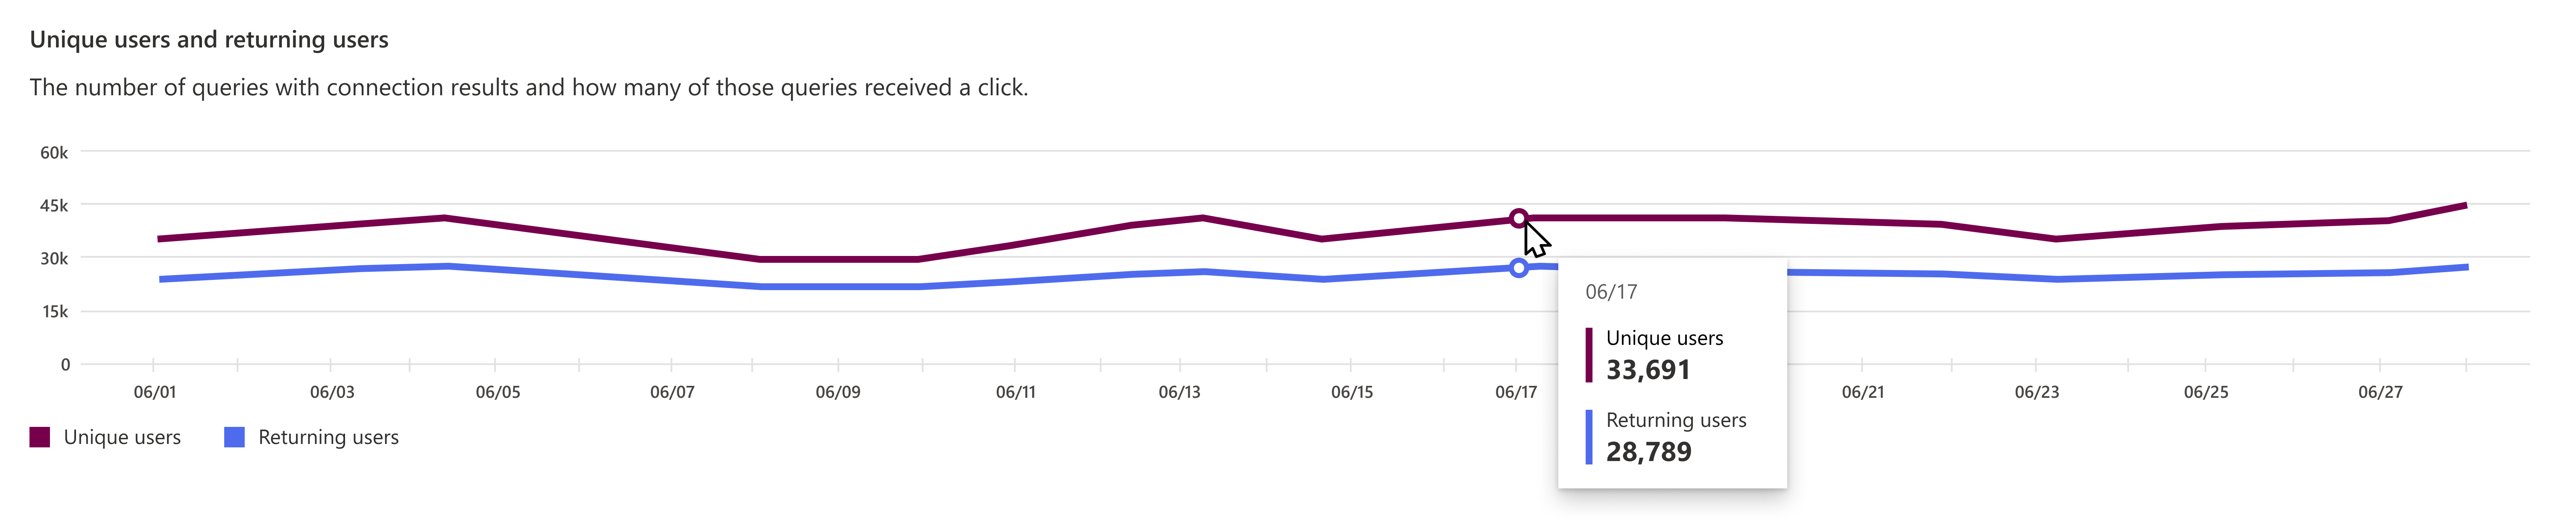 Unique users and returning users
The number of queries with connection results and how many of those queries received a click.
60k
45k
30k
15k
0
06/01 06/03 06/05 06/07 06/09 06/11 06/13 06/15 06/17 06/21 06/23 06/25 06/27
06/17
Unique users
33,691
Returning users
28,789
Unique users Returning users